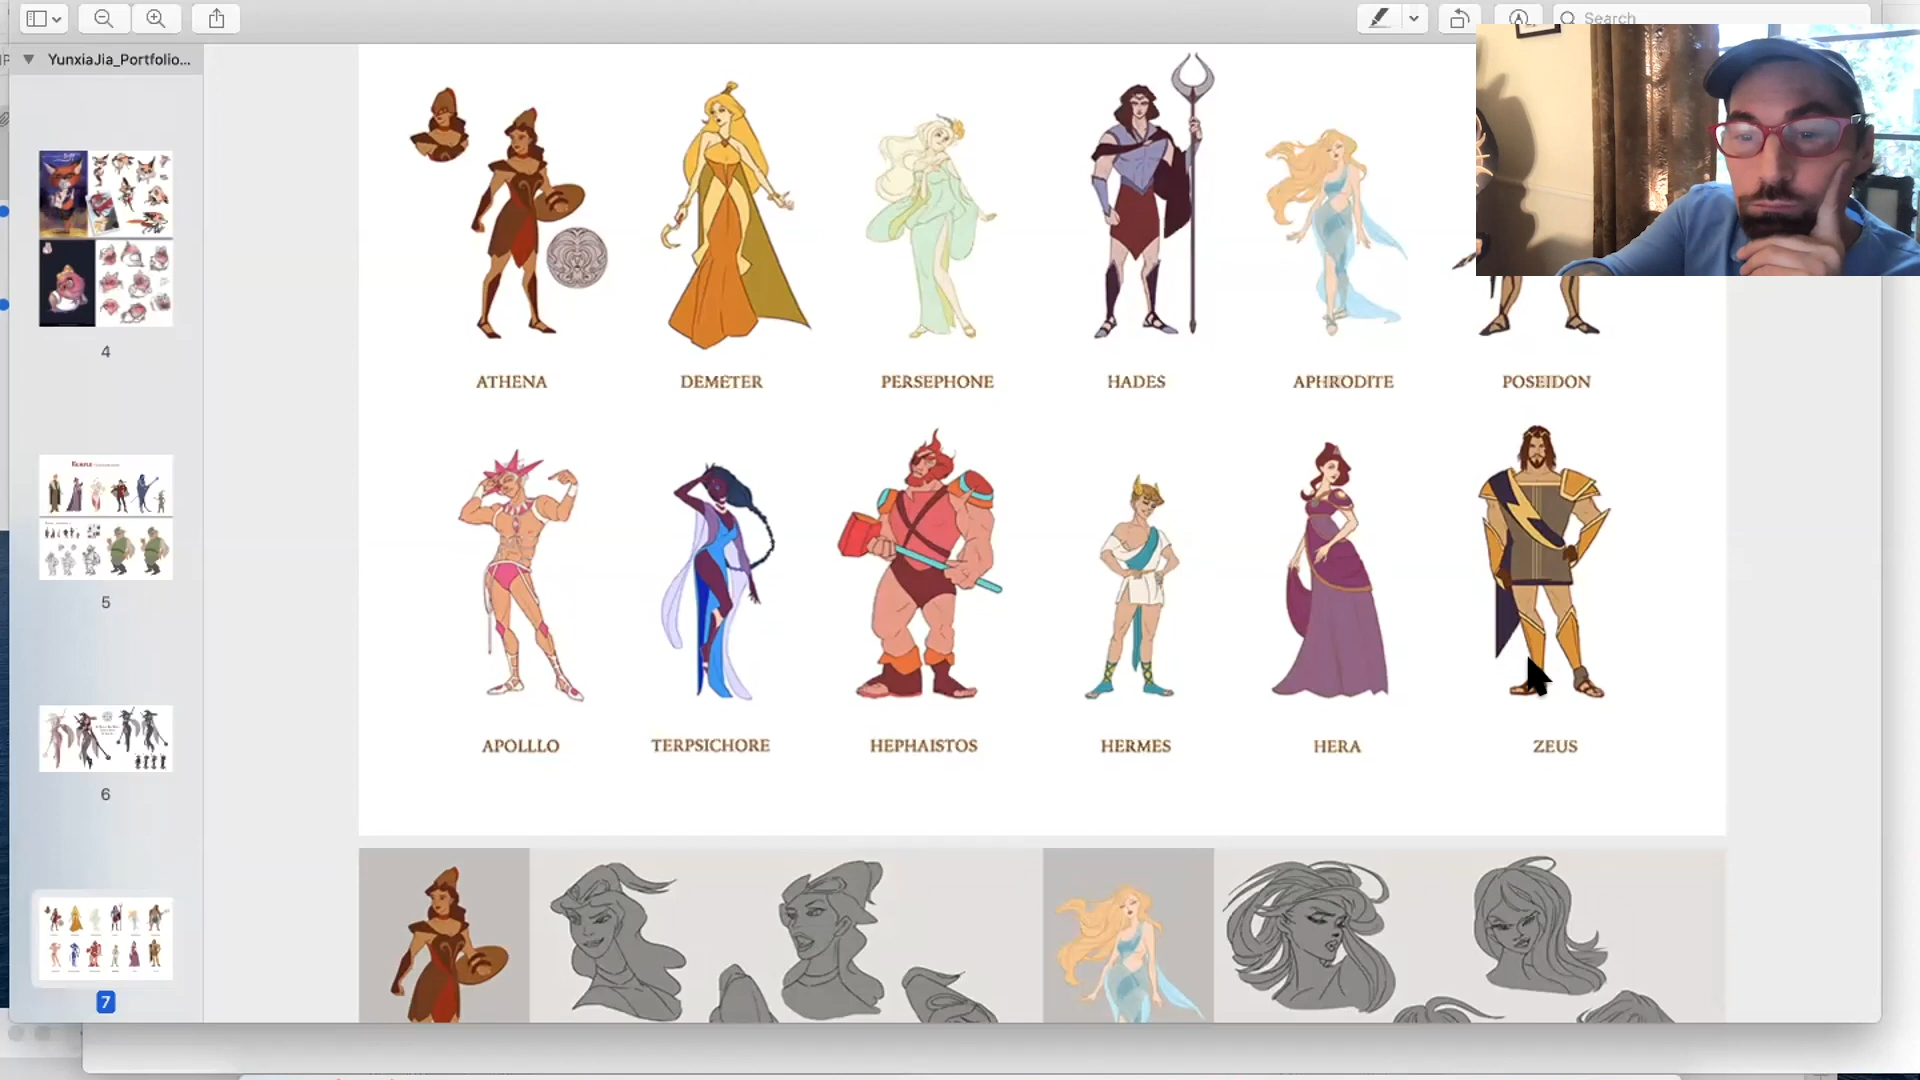 Search
YunxiaJia_Portfolio...
4
5
6
7
ATHENA
DEMETER
PERSEPHONE
HADES
APHRODITE
POSEIDON
APOLLLO
TERPSICHORE
HEPHAISTOS
HERMES
HERA
ZEUS